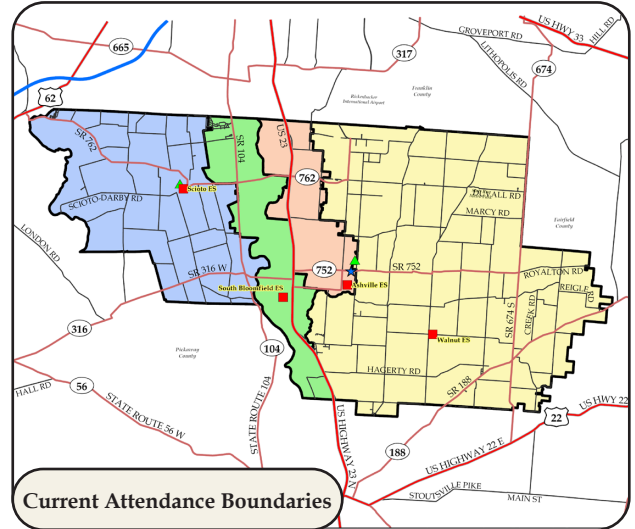 GROVEPORT RD
US HWY 33
HILL RD
665
317
LITHOPOLIS RD
674
62
Rickenbacker
International Airport
Franklin
County
SR 762
SR 104
US 23
762
Scioto ES
SCIOTO-DARBY RD
DUVALL RD
MARCY RD
Fairfield
County
LONDON RD
SR 316 W
752
SR 752
ROYALTON RD
Ashville ES
South Bloomfield ES
REIGLE
RD
CREEK RD
SR 674 S
316
Walnut ES
Pickaway
County
104
HAGERTY RD
SR 188
HALL RD
56
STATE ROUTE 56 W
STATE ROUTE 104
US HIGHWAY 23 N
US HWY 22
22
188
US HIGHWAY 22 E
STOUTSVILLE PIKE
MAIN ST
Current Attendance Boundaries